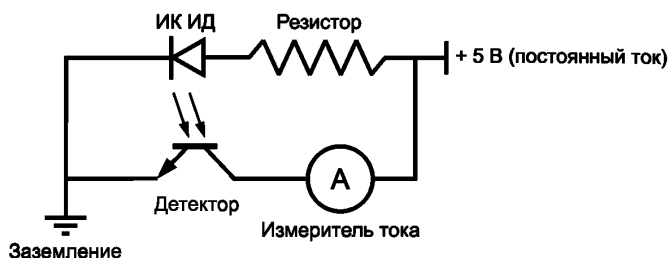 ИК ИД
Резистор
+ 5 В (постоянный ток)
Детектор
А
Измеритель тока
Заземление